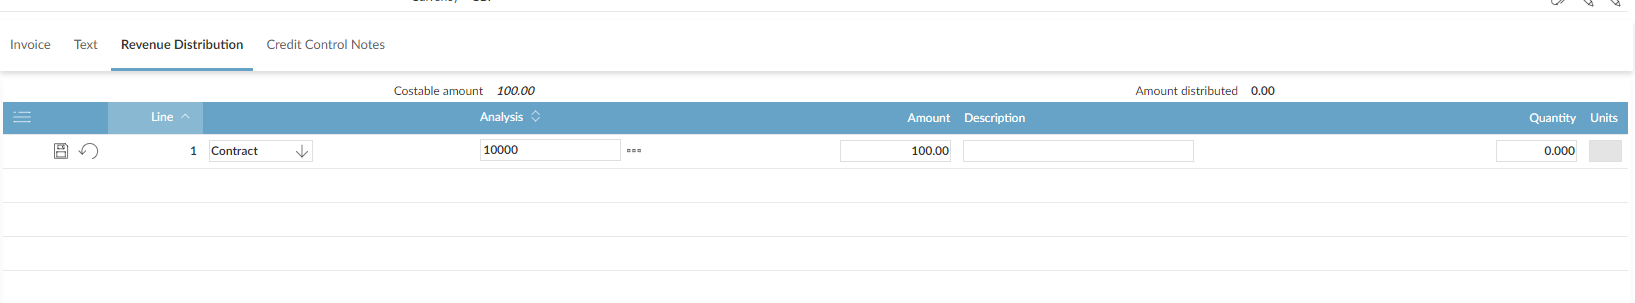 Invoice Text Revenue Distribution Credit Control Notes
Costable amount 100.00 Amount distributed 0.00
Line Analysis Amount Description Quantity Units
1 Contract 10000 100.00 0.000